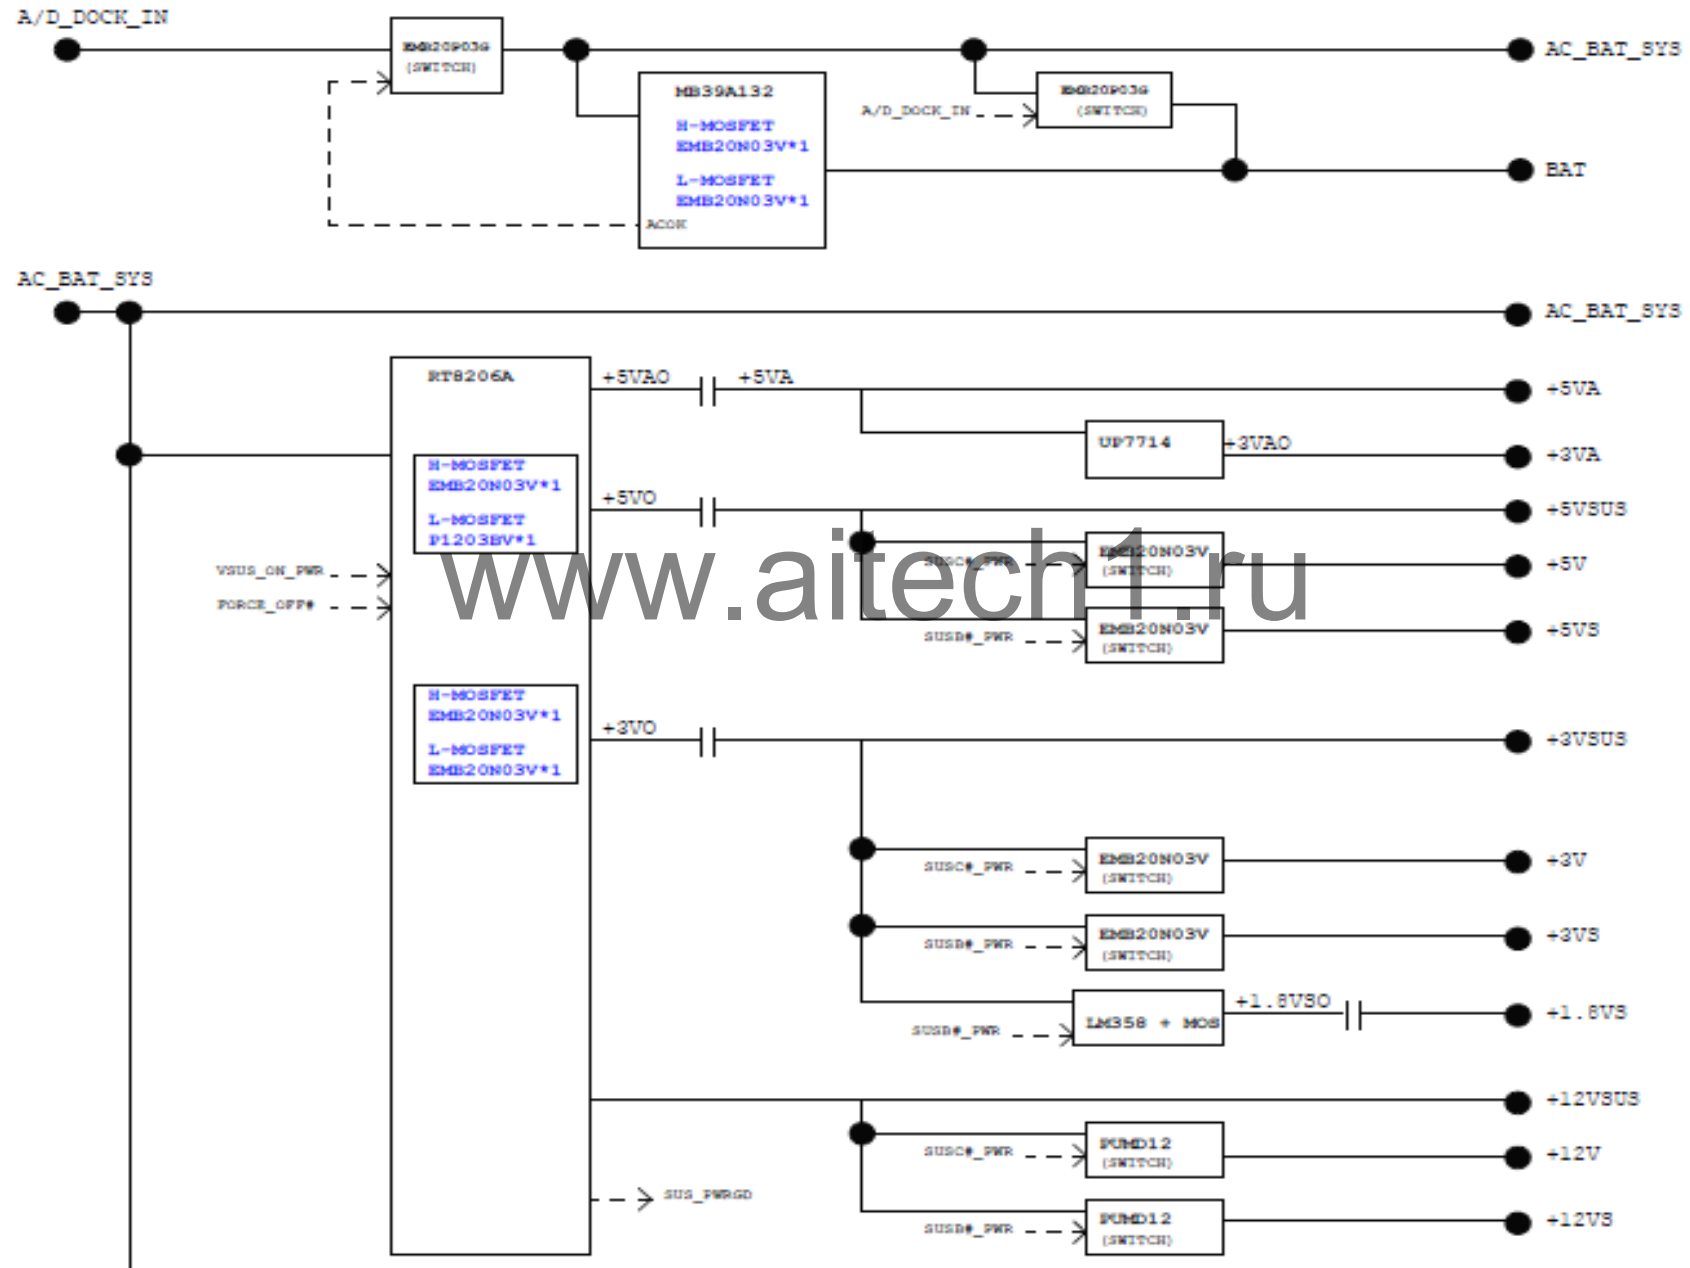 A/D_DOCK_IN
EMB20P03G
(SWITCH)
AC_BAT_SYS
MB39A132
H-MOSFET
EMB20N03V*1
L-MOSFET
EMB20N03V*1
ACOK
A/D_DOCK_IN
EMB20P03G
(SWITCH)
BAT
AC_BAT_SYS
AC_BAT_SYS
RT8206A
+5VAO
+5VA
+5VA
UP7714
+3VAO
+3VA
H-MOSFET
EMB20N03V*1
L-MOSFET
P1203BV*1
+5VO
+5VSUS
SUSC#_PWR
EMB20N03V
(SWITCH)
+5V
www.aitech1.ru
VSUS_ON_PWR
FORCE_OFF#
SUSB#_PWR
EMB20N03V
(SWITCH)
+5VS
H-MOSFET
EMB20N03V*1
L-MOSFET
EMB20N03V*1
+3VO
+3VSUS
SUSC#_PWR
EMB20N03V
(SWITCH)
+3V
SUSB#_PWR
EMB20N03V
(SWITCH)
+3VS
SUSB#_PWR
LM358 + MOS
+1.8VSO
+1.8VS
+12VSUS
SUSC#_PWR
PUMD12
(SWITCH)
+12V
SUS_PWRGD
SUSB#_PWR
PUMD12
(SWITCH)
+12VS